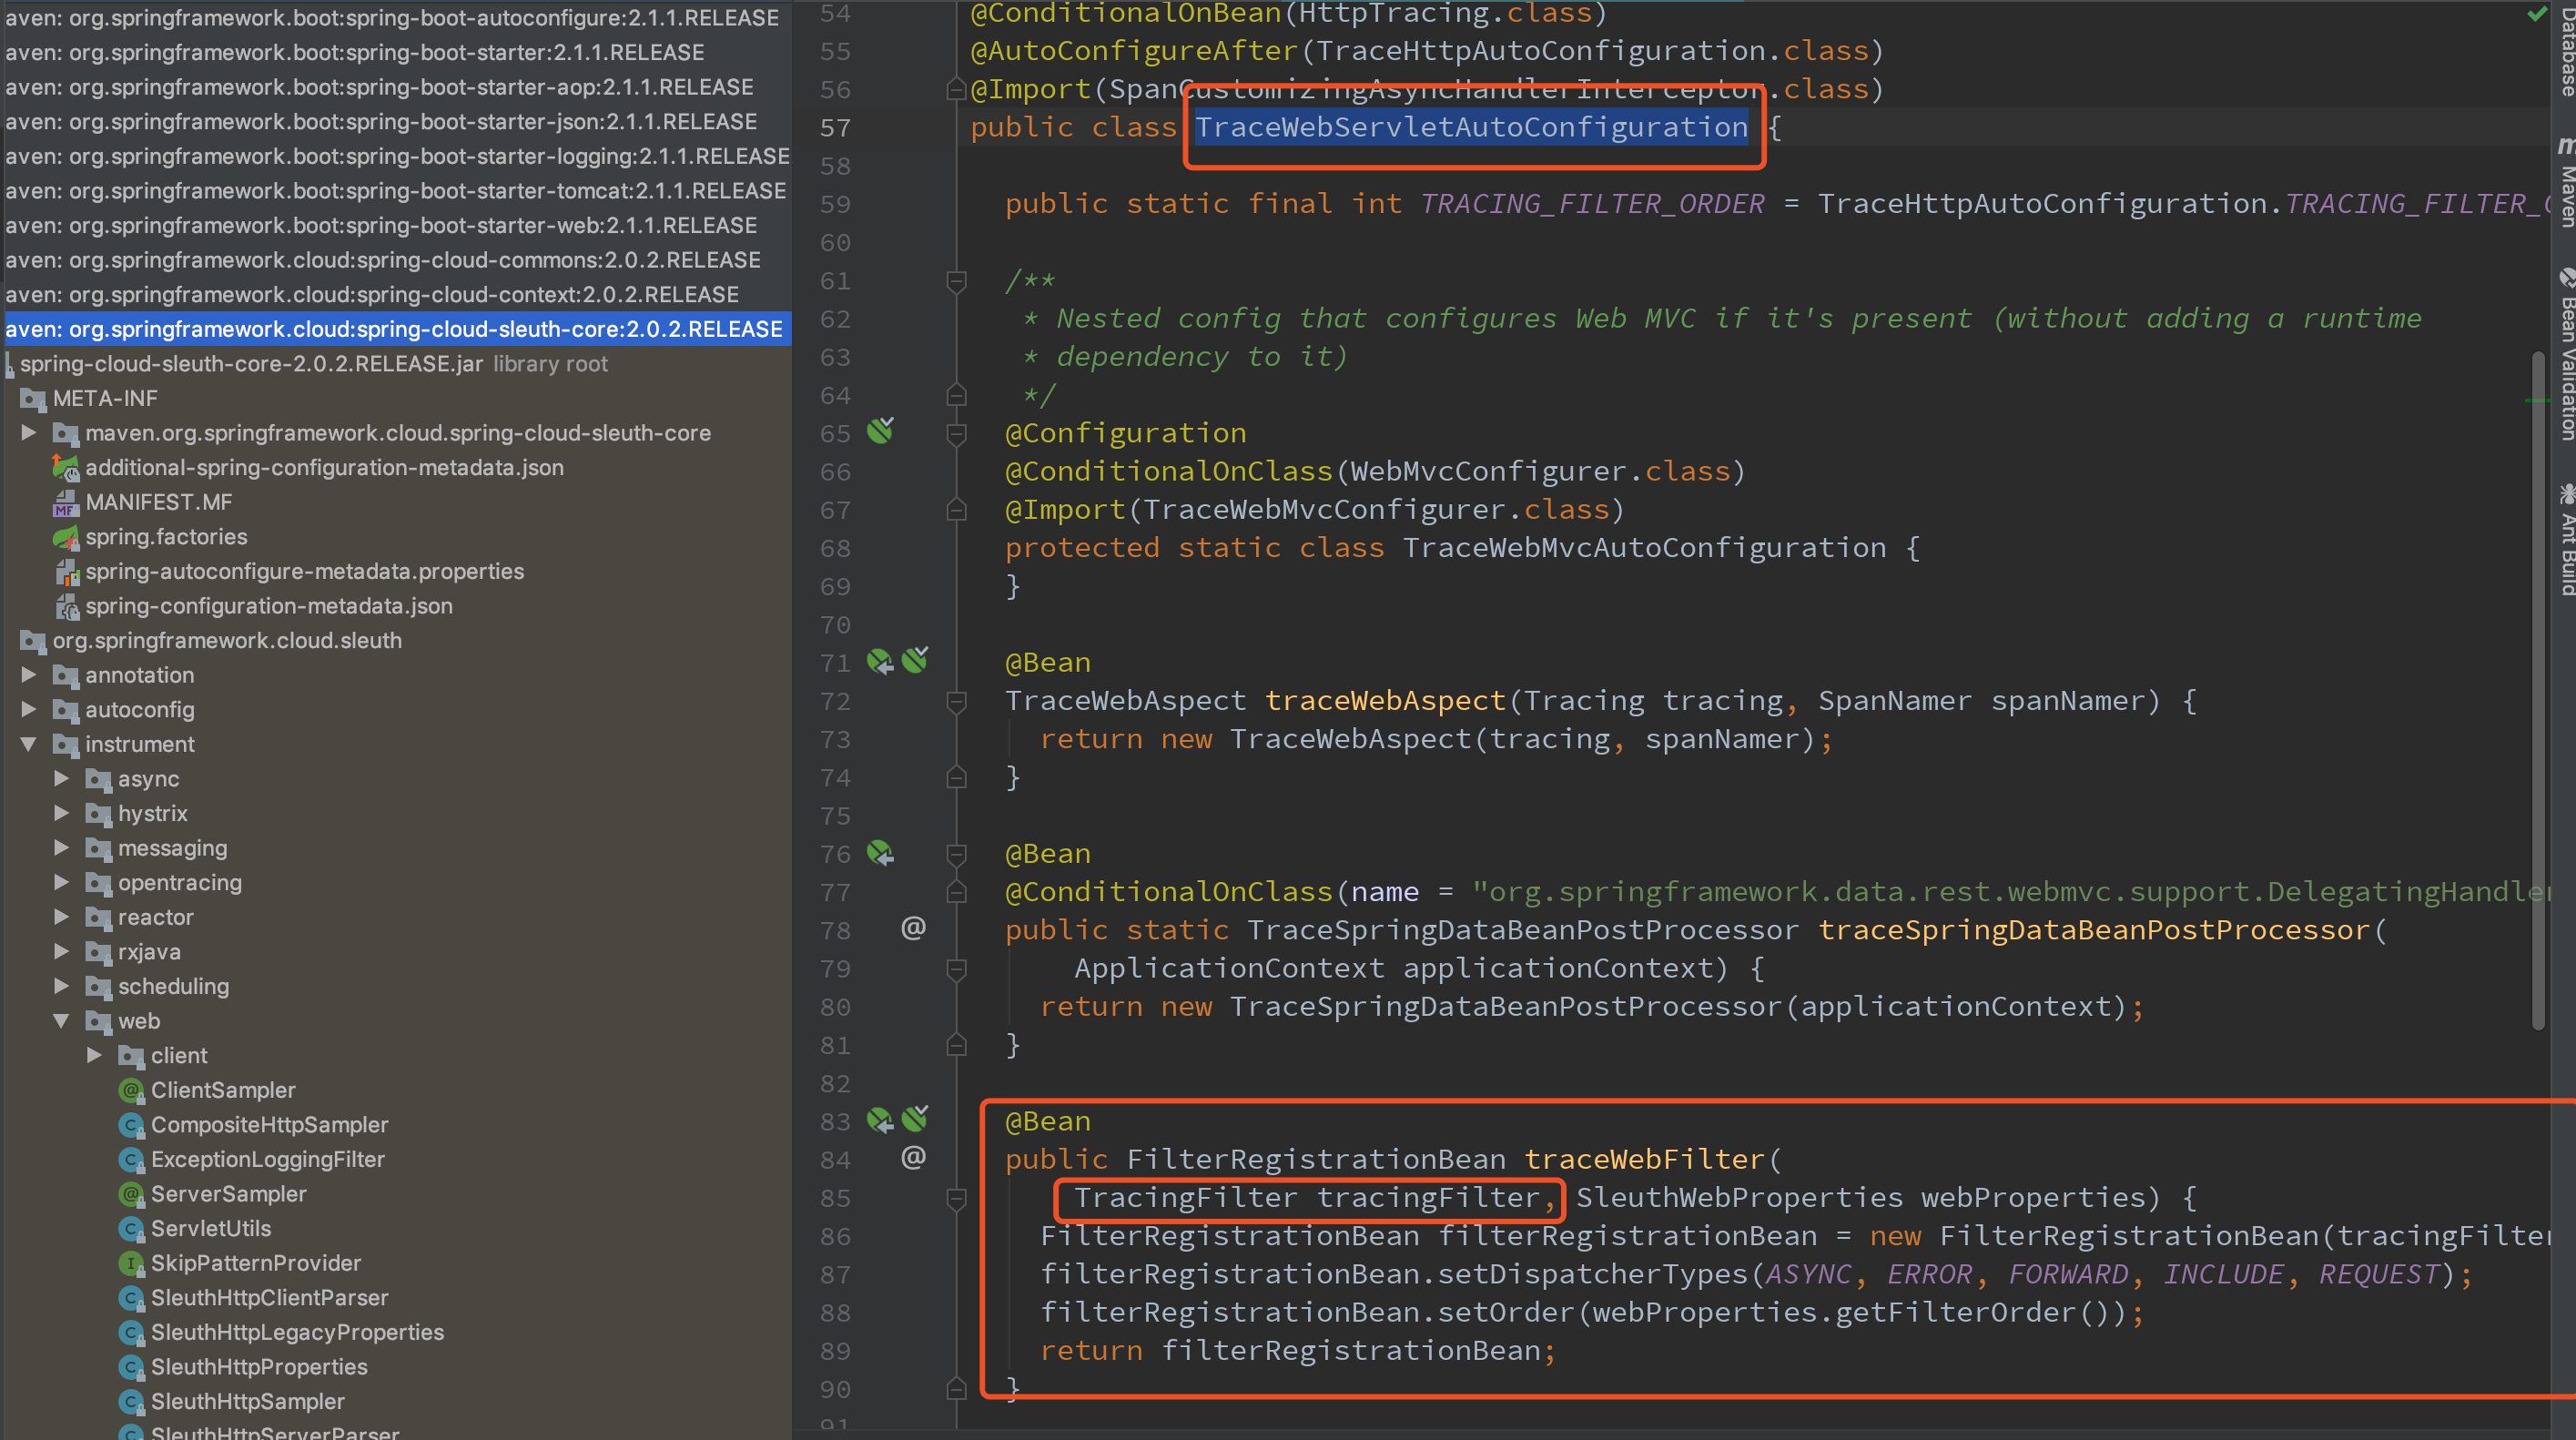 aven: org.springframework.boot:spring-boot-autoconfigure:2.1.1.RELEASE
aven: org.springframework.boot:spring-boot-starter:2.1.1.RELEASE
aven: org.springframework.boot:spring-boot-starter-aop:2.1.1.RELEASE
aven: org.springframework.boot:spring-boot-starter-json:2.1.1.RELEASE
aven: org.springframework.boot:spring-boot-starter-logging:2.1.1.RELEASE
aven: org.springframework.boot:spring-boot-starter-tomcat:2.1.1.RELEASE
aven: org.springframework.boot:spring-boot-starter-web:2.1.1.RELEASE
aven: org.springframework.cloud:spring-cloud-commons:2.0.2.RELEASE
aven: org.springframework.cloud:spring-cloud-context:2.0.2.RELEASE
aven: org.springframework.cloud:spring-cloud-sleuth-core:2.0.2.RELEASE
spring-cloud-sleuth-core-2.0.2.RELEASE.jar library root
META-INF
maven.org.springframework.cloud.spring-cloud-sleuth-core
additional-spring-configuration-metadata.json
MANIFEST.MF
spring.factories
spring-autoconfigure-metadata.properties
spring-configuration-metadata.json
org.springframework.cloud.sleuth
annotation
autoconfig
instrument
async
hystrix
messaging
opentracing
reactor
rxjava
scheduling
web
client
ClientSampler
CompositeHttpSampler
ExceptionLoggingFilter
ServerSampler
ServletUtils
SkipPatternProvider
SleuthHttpClientParser
SleuthHttpLegacyProperties
SleuthHttpProperties
SleuthHttpSampler
SleuthHttpServerParser
54 @ConditionalOnBean(HttpTracing.class)
55 @AutoConfigureAfter(TraceHttpAutoConfiguration.class)
56 @Import(SpanCustomizingAsyncHandlerInterceptor.class)
57 public class TraceWebServletAutoConfiguration {
58
59 public static final int TRACING_FILTER_ORDER = TraceHttpAutoConfiguration.TRACING_FILTER_O
60
61 /**
62 * Nested config that configures Web MVC if it's present (without adding a runtime
63 * dependency to it)
64 */
65 @Configuration
66 @ConditionalOnClass(WebMvcConfigurer.class)
67 @Import(TraceWebMvcConfigurer.class)
68 protected static class TraceWebMvcAutoConfiguration {
69 }
70
71 @Bean
72 TraceWebAspect traceWebAspect(Tracing tracing, SpanNamer spanNamer) {
73 return new TraceWebAspect(tracing, spanNamer);
74 }
75
76 @Bean
77 @ConditionalOnClass(name = "org.springframework.data.rest.webmvc.support.DelegatingHandler
78 @ public static TraceSpringDataBeanPostProcessor traceSpringDataBeanPostProcessor(
79 ApplicationContext applicationContext) {
80 return new TraceSpringDataBeanPostProcessor(applicationContext);
81 }
82
83 @Bean
84 @ public FilterRegistrationBean traceWebFilter(
85 TracingFilter tracingFilter, SleuthWebProperties webProperties) {
86 FilterRegistrationBean filterRegistrationBean = new FilterRegistrationBean(tracingFilter
87 filterRegistrationBean.setDispatcherTypes(ASYNC, ERROR, FORWARD, INCLUDE, REQUEST);
88 filterRegistrationBean.setOrder(webProperties.getFilterOrder());
89 return filterRegistrationBean;
90 }
91
Database
Maven
Bean Validation
Ant Build